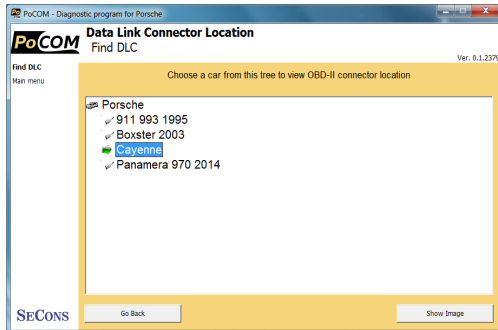 PoCOM - Diagnostic program for Porsche
PoCOM
Data Link Connector Location
Find DLC
Ver. 0.1.2379
Find DLC
Main menu
Choose a car from this tree to view OBD-II connector location
Porsche
911 993 1995
Boxster 2003
Cayenne
Panamera 970 2014
SECONS
Go Back
Show Image